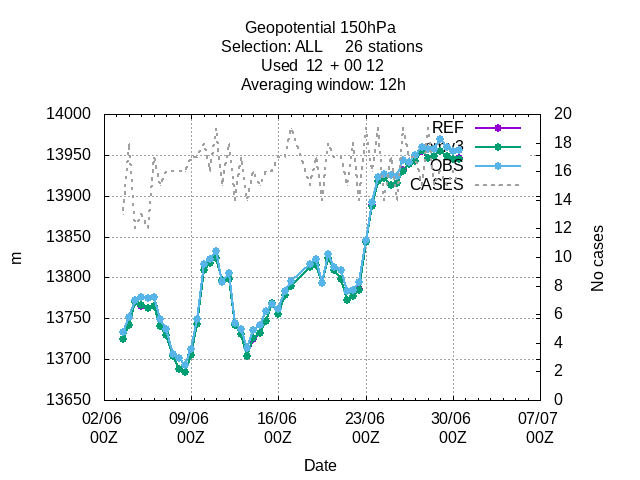 Geopotential 150hPa
Selection: ALL 26 stations
Used 12 + 00 12
Averaging window: 12h
14000
13950
13900
13850
13800
13750
13700
13650
20
18
16
14
12
10
8
6
4
2
0
REF
OBS
CASES
m
No cases
02/06 09/06 16/06 23/06 30/06 07/07
00Z 00Z 00Z 00Z 00Z 00Z
Date